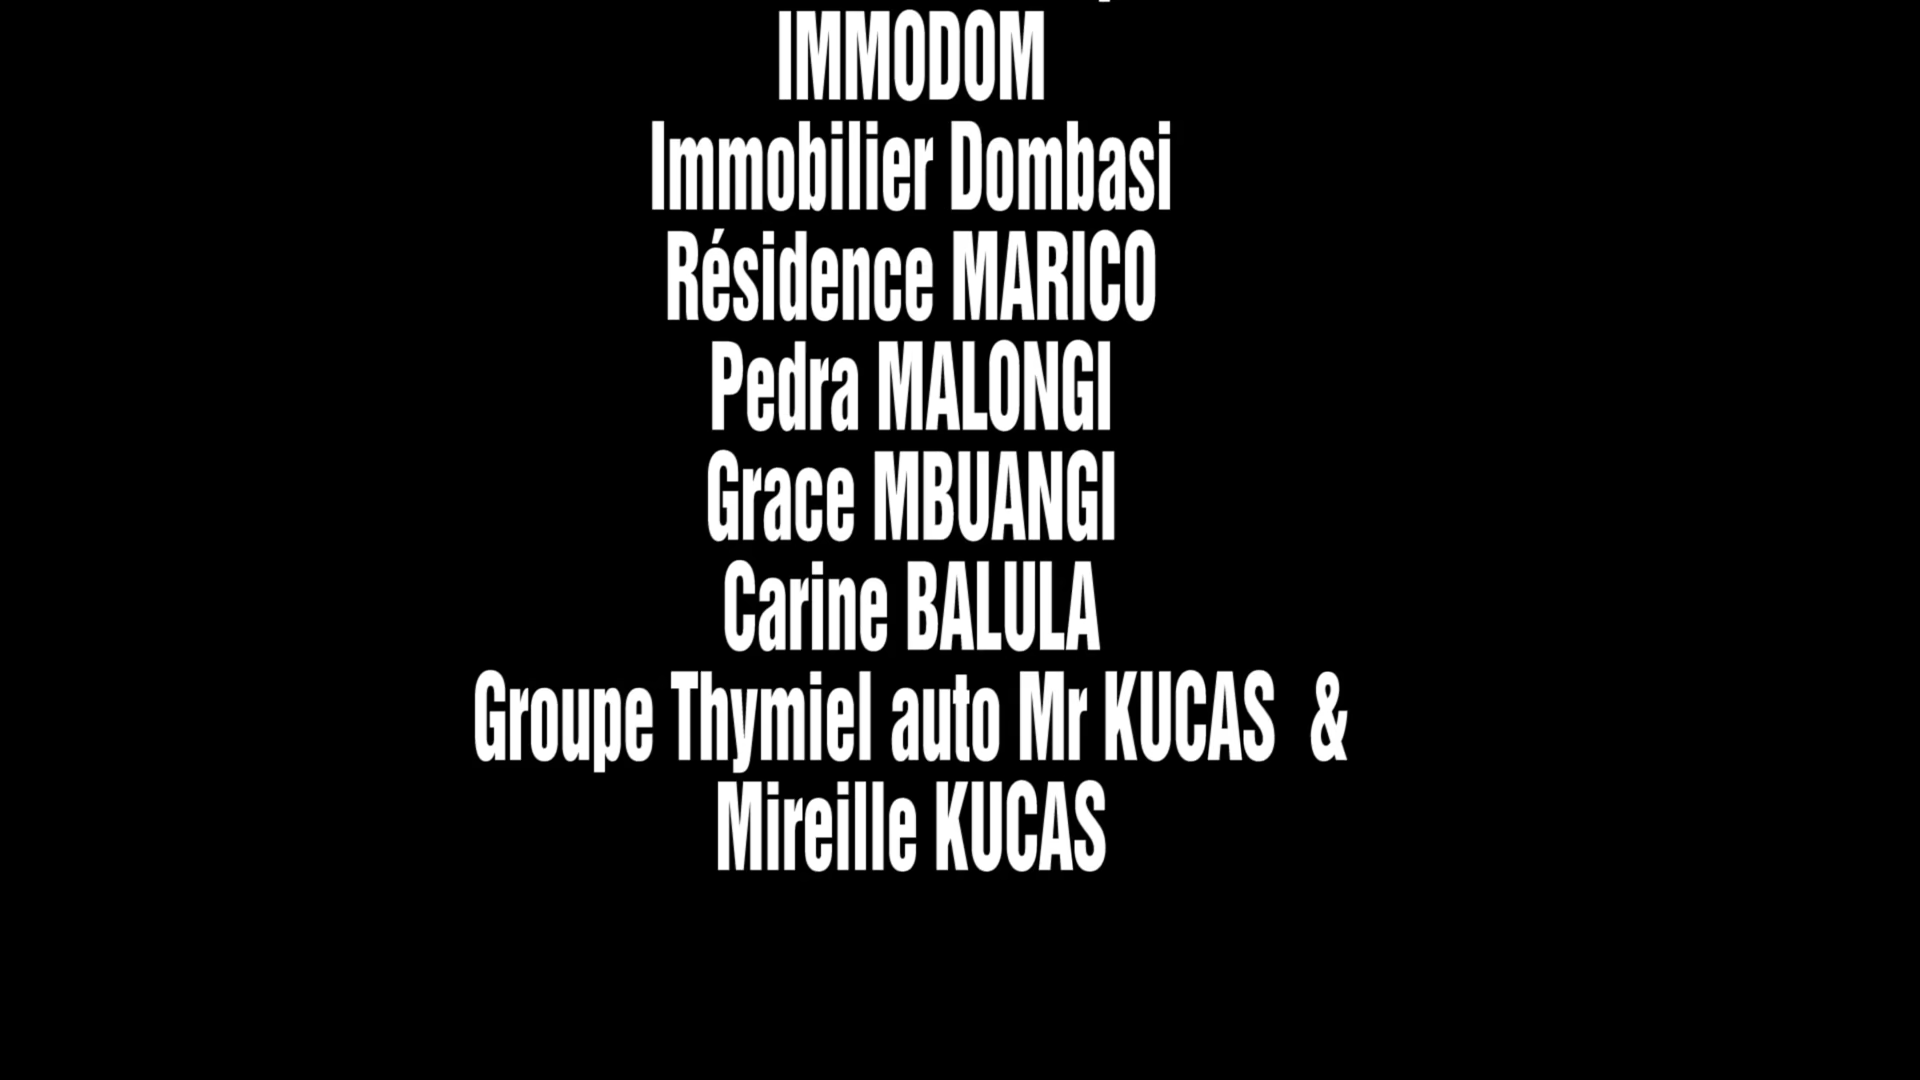 IMMODOM
Immobilier Dombasi
Résidence MARICO
Pedra MALONGI
Grace MBUANGI
Carine BALULA
Groupe Thymiel auto Mr KUCAS  &
Mireille KUCAS